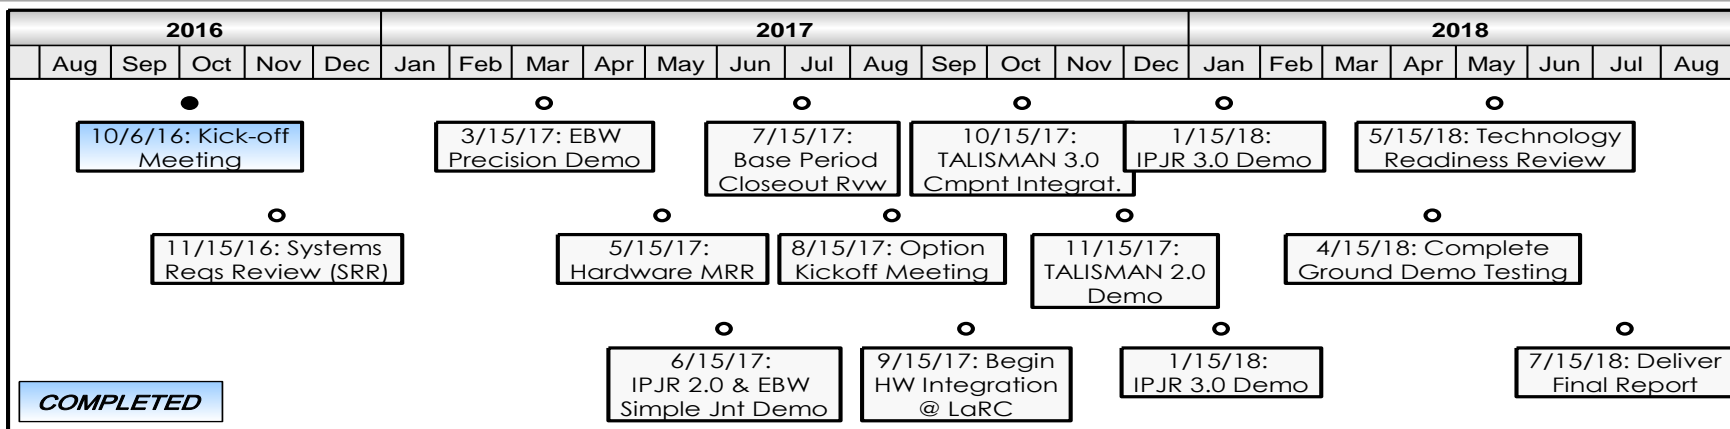 2016 2017 2018
Aug Sep Oct Nov Dec Jan Feb Mar Apr May Jun Jul Aug Sep Oct Nov Dec Jan Feb Mar Apr May Jun Jul Aug
10/6/16: Kick-off
Meeting
3/15/17: EBW
Precision Demo
7/15/17:
Base Period
Closeout Rvw
10/15/17:
TALISMAN 3.0
Cmpnt Integrat.
1/15/18:
IPJR 3.0 Demo
5/15/18: Technology
Readiness Review
11/15/16: Systems
Reqs Review (SRR)
5/15/17:
Hardware MRR
8/15/17: Option
Kickoff Meeting
11/15/17:
TALISMAN 2.0
Demo
4/15/18: Complete
Ground Demo Testing
6/15/17:
IPJR 2.0 & EBW
Simple Jnt Demo
9/15/17: Begin
HW Integration
@ LaRC
1/15/18:
IPJR 3.0 Demo
7/15/18: Deliver
Final Report
COMPLETED